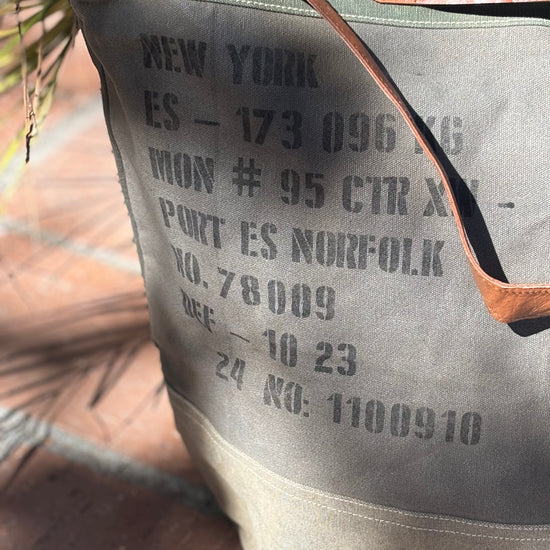 NEW YORK
ES - 173 096 KG
MON # 95 CTR -
PORT ES NORFOLK
NO. 78009
REF - 10 23
24 NO: 1100910